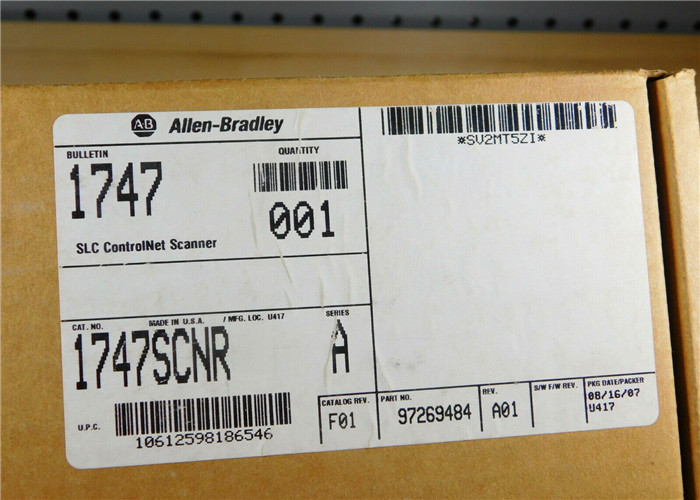 AB Allen-Bradley
*SV2MT5ZI*
BULLETIN
QUANTITY
1747
001
SLC ControlNet Scanner
CAT. NO.
MADE IN U.S.A.
/ MFG. LOC. U417
SERIES
1747SCNR
A
U.P.C.
10612598186546
CATALOG REV.
F01
PART NO.
97269484
REV.
A01
S/W F/W REV.
PKG DATE/PACKER
08/16/07
U417